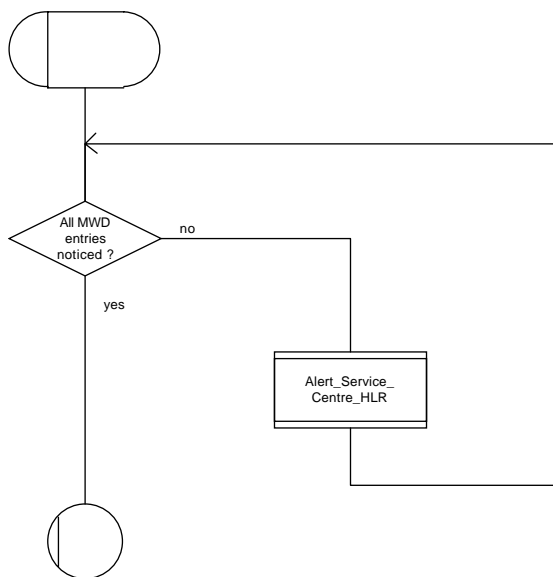 All MWD
entries
noticed ?
no
yes
Alert_Service_
Centre_HLR